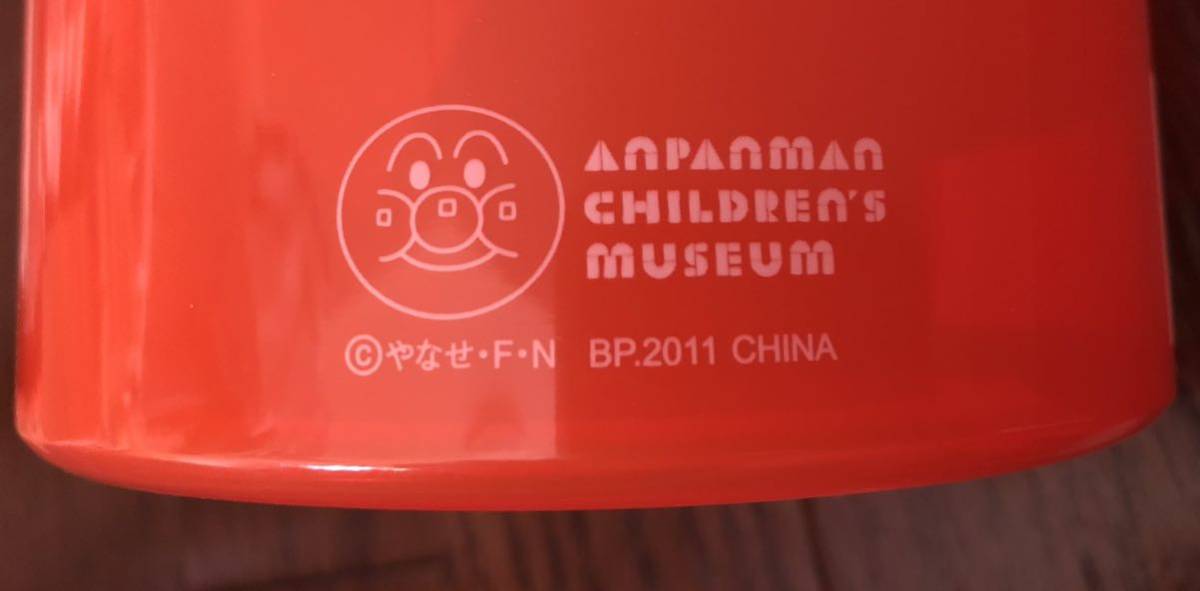 ANPANMAN
CHILDREN'S
MUSEUM
©やなせ・F・N BP.2011 CHINA